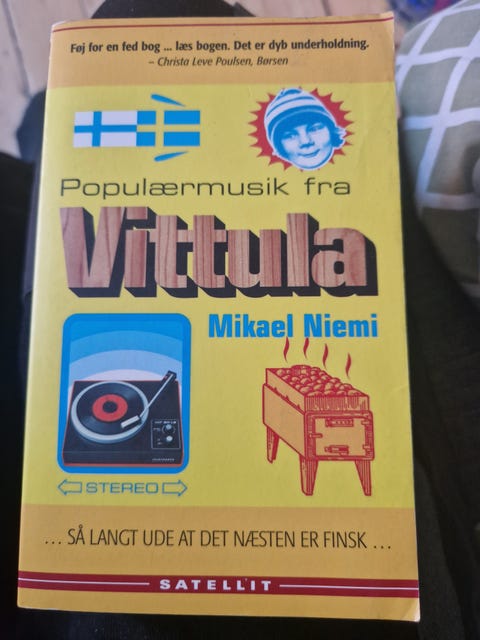 Føj for en fed bog ... læs bogen. Det er dyb underholdning.
– Christa Leve Poulsen, Børsen
Populærmusik fra
Vittula
Mikael Niemi
STEREO
... SÅ LANGT UDE AT DET NÆSTEN ER FINSK ...
SATELLIT